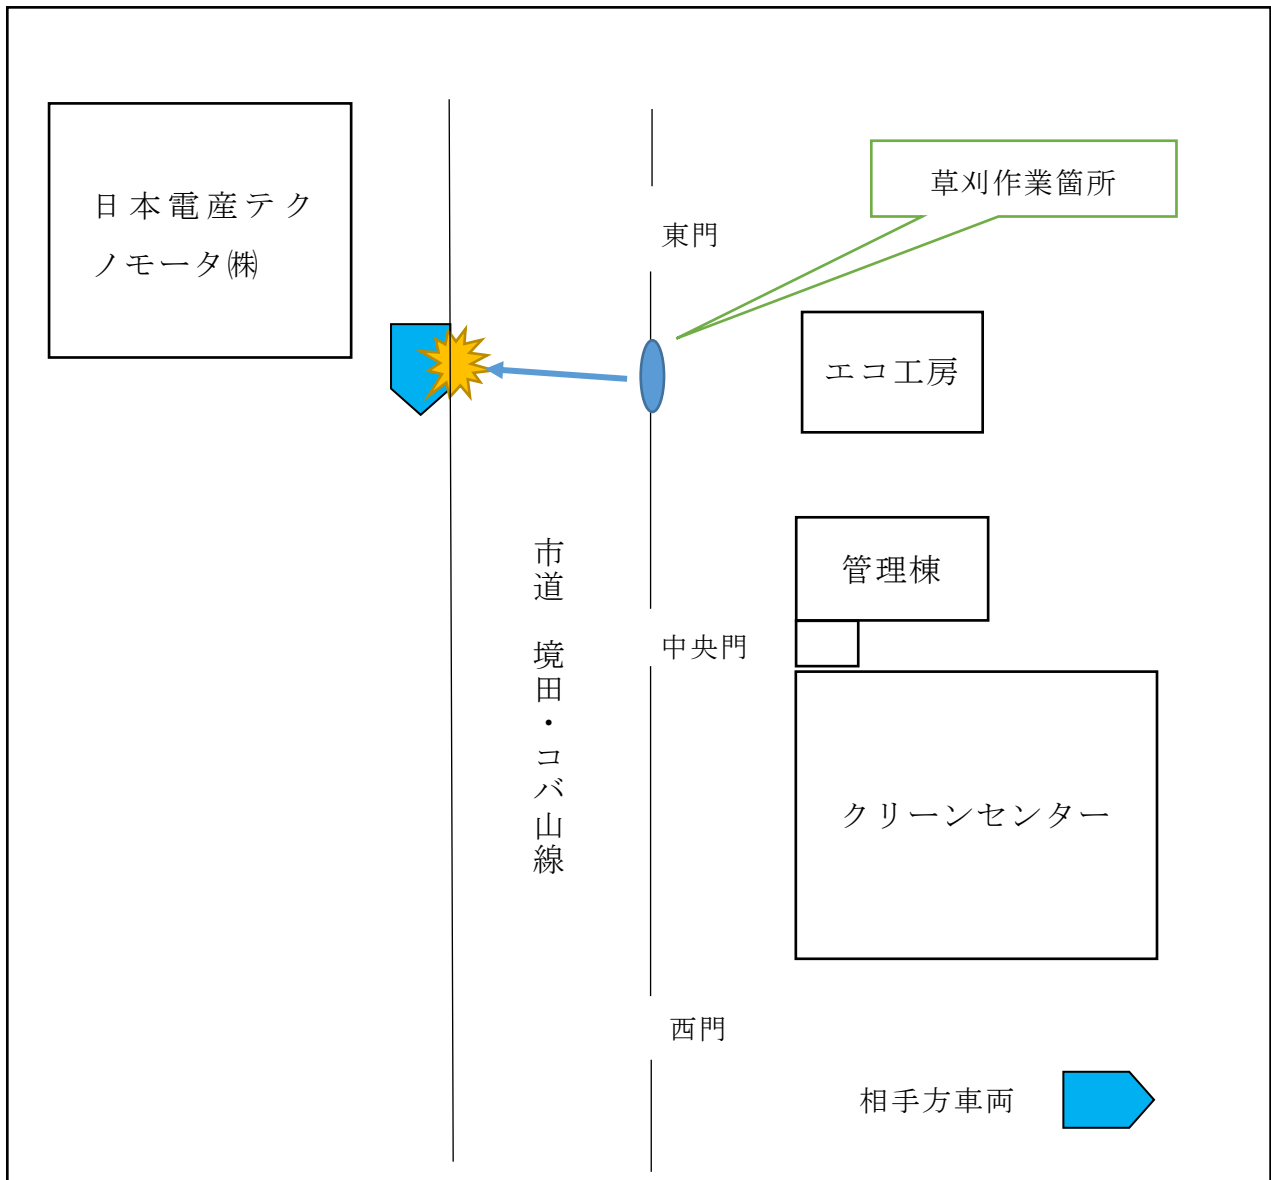 日本電産テク
ノモータ㈱
草刈作業箇所
東門
エコ工房
管理棟
市道　境田・コバ山線
中央門
クリーンセンター
西門
相手方車両